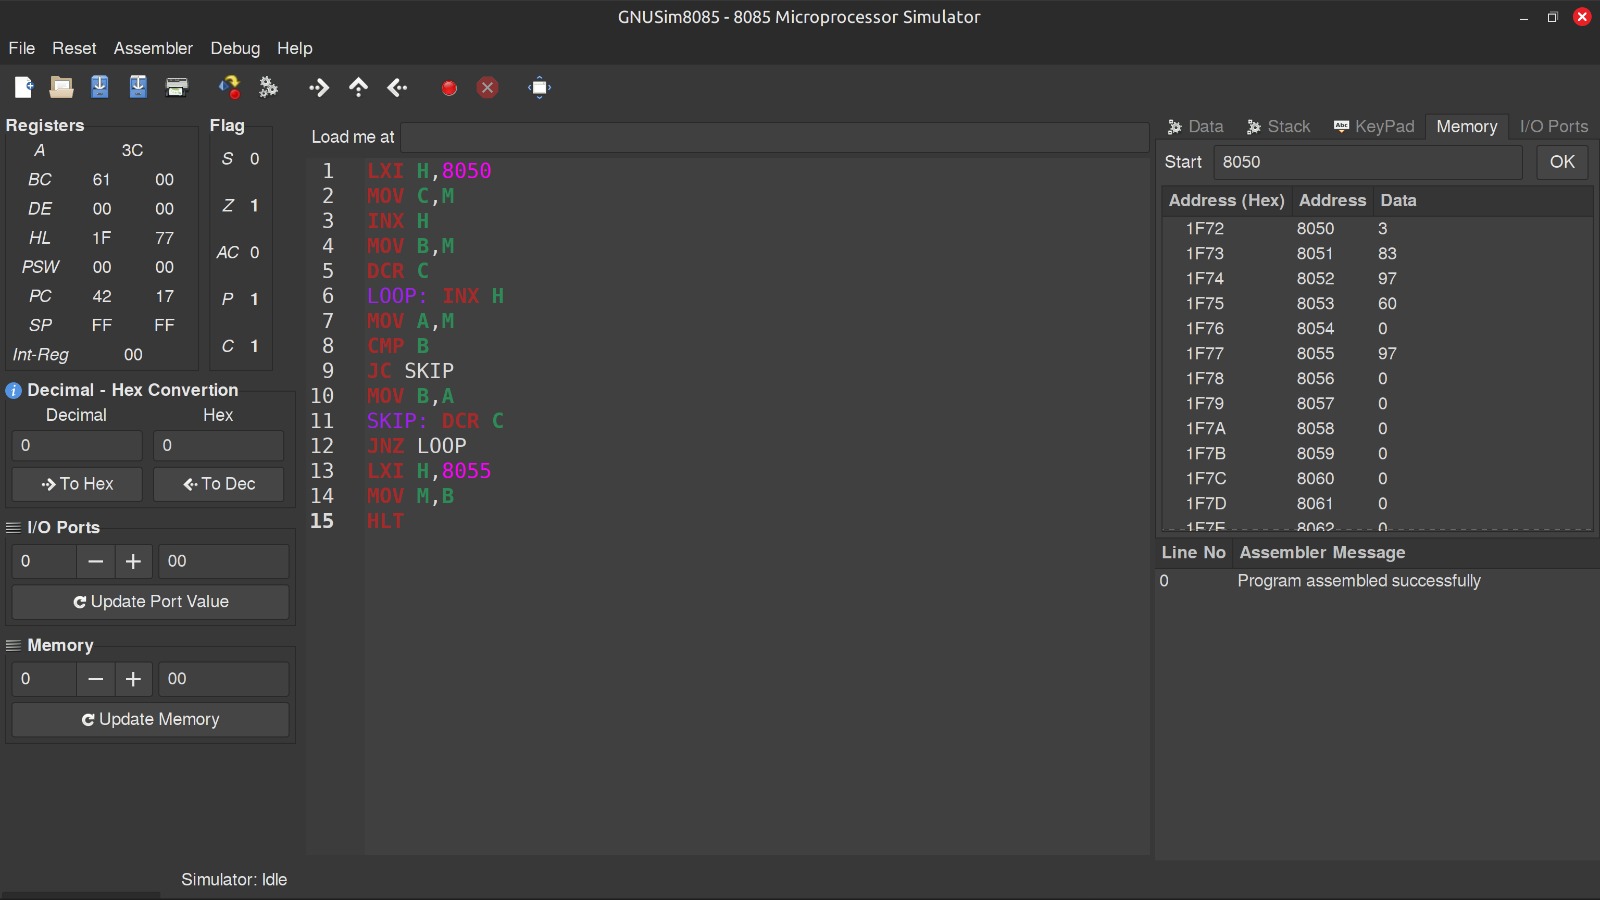 GNUSim8085 - 8085 Microprocessor Simulator
File Reset Assembler Debug Help
Registers
A 3C
BC 61 00
DE 00 00
HL 1F 77
PSW 00 00
PC 42 17
SP FF FF
Int-Reg 00
Flag
S 0
Z 1
AC 0
P 1
C 1
Decimal - Hex Convertion
Decimal Hex
0 0
To Hex To Dec
I/O Ports
0 − + 00
Update Port Value
Memory
0 − + 00
Update Memory
Load me at
1 LXI H,8050
2 MOV C,M
3 INX H
4 MOV B,M
5 DCR C
6 LOOP: INX H
7 MOV A,M
8 CMP B
9 JC SKIP
10 MOV B,A
11 SKIP: DCR C
12 JNZ LOOP
13 LXI H,8055
14 MOV M,B
15 HLT
Data Stack Abc KeyPad Memory I/O Ports
Start 8050 OK
Address (Hex) Address Data
1F72 8050 3
1F73 8051 83
1F74 8052 97
1F75 8053 60
1F76 8054 0
1F77 8055 97
1F78 8056 0
1F79 8057 0
1F7A 8058 0
1F7B 8059 0
1F7C 8060 0
1F7D 8061 0
1F7E 8062 0
Line No Assembler Message
0 Program assembled successfully
Simulator: Idle